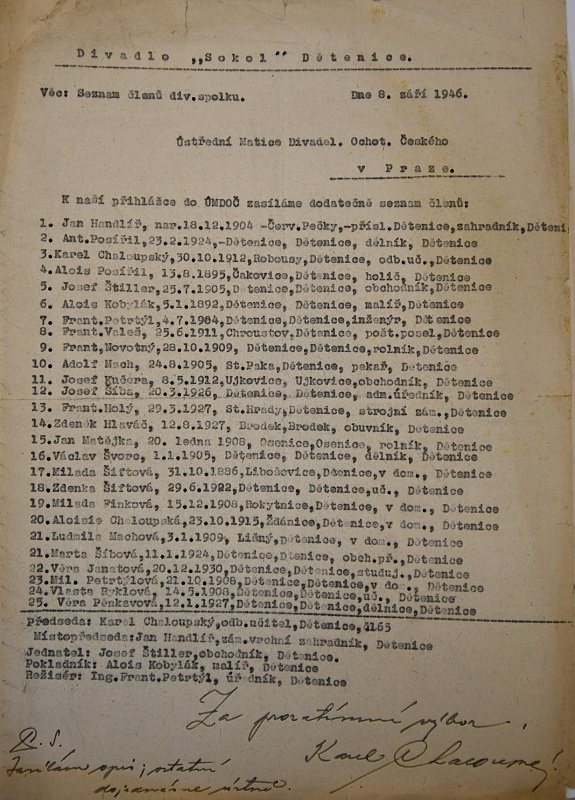 Divadlo „Sokol" Dětenice.
Věc: Seznam členů div.spolku. Dne 8. září 1946.
Ústřední Matice Divadel. Ochot. Českého
v Praze.
K naší přihlášce do ÚMDOČ zasíláme dodatečně seznam členů:
1. Jan Handlíř, nar.18.12.1904 -Červ.Pečky,-přísl.Dětenice,zahradník,Děteni
2. Ant.Posířil,23.2.1924,-Dětenice, Dětenice, dělník, Dětenice
3.Karel Chaloupský,30.10.1912,Robousy,Dětenice, odb.uč.,Dětenice
4.Alois Posířil, 13.8.1895,Čakovice,Dětenice, holič, Dětenice
5. Josef Štiller,25.7.1905,Dětenice,Dětenice, obchodník,Dětenice
6. Alois Kobylák,5.1.1892,Dětenice,Dětenice, malíř,Dětenice
7. Frant.Petrtýl,4.7.1904,Dětenice,Dětenice,inženýr, Dětenice
8. Frant.Valeš, 25.6.1911,Chroustov,Dětenice, pošt.posel,Dětenice
9. Frant,Novotný,28.10.1909, Dětenice,Dětenice,rolník,Dětenice
10. Adolf Mach, 24.8.1905, St.Paka,Dětenice, pekař, Dětenice
11. Josef Kučera, 8.5.1912,Ujkovice, Ujkovice,obchodník, Dětenice
12. Josef Šíba, 20.3.1926, Dětenice, Dětenice, adm.úředník, Dětenice
13. Frant.Holý, 29.3.1927, St.Hrady,Dětenice, strojní zám.,Dětenice
14.Zdeněk Hlaváč, 12.8.1927, Brodek,Brodek, obuvník, Dětenice
15.Jan Matějka, 20. ledna 1908, Osenice,Osenice, rolník, Dětenice
16.Václav Švorc, 1.1.1905, Dětenice, Dětenice, dělník, Dětenice
17.Milada Šiftová, 31.10.1886,Libošovice,Dětenice,v dom., Dětenice
18.Zdenka Šiftová, 29.6.1922, Dětenice, Dětenice,uč., Dětenice
19.Milada Finková, 15.12.1908,Rokytnice,Dětenice, v dom., Dětenice
20.Aloisie Chaloupská,23.10.1915,Ždánice,Dětenice,v dom., Dětenice
21.Ludmila Machová,3.1.1909, Lišný,Dětenice, v dom., Dětenice
21.Marta Šíbová,11.1.1924,Dětenice,Dtenice, obch.př.,Dětenice
22.Věra Janatová,20.12.1930,Dětenice,Dětenice,studuj.,Dětenice
23.Mil. Petrtýlová,21.10.1908,Dětenice,Dětenice,v dom., Dětenice
24.Vlasta Ryklová, 14.5.1908,Dětenice,Dětenice,uč., Dětenice
25. Věra Pěnkavová,12.1.1927,Dětenice,Dětenice,dělnice,Dětenice
Předseda: Karel Chaloupský,odb.učitel,Dětenice,čl65
Místopředseda:Jan Handlíř,zám.vrchní zahradník, Dětenice
Jednatel: Josef Štiller,obchodník, Dětenice.
Pokladník: Alois Kobylák, malíř, Dětenice
Režisér: Ing.Frant.Petrtýl, úředník, Dětenice
Za prozatímní výbor.
Karel Chaloupský
P. S.
Zasílám opis; ostatní
dojednáme ústně.